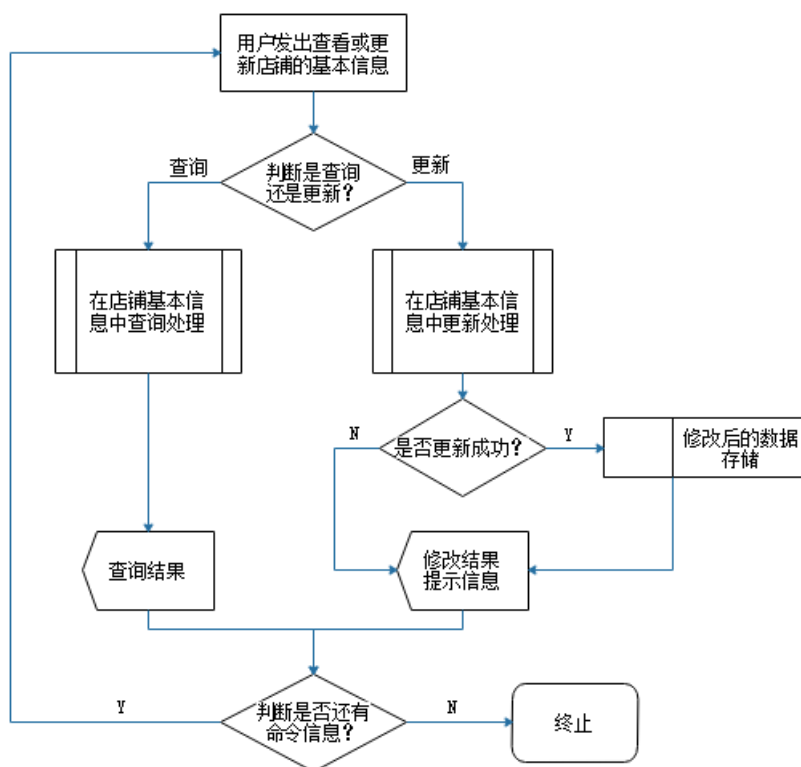 用户发出查看或更
新店铺的基本信息
判断是查询
还是更新？
查询
更新
在店铺基本信
息中查询处理
在店铺基本信
息中更新处理
是否更新成功？
N
Y
修改后的数据
存储
查询结果
修改结果
提示信息
判断是否还有
命令信息？
Y
N
终止